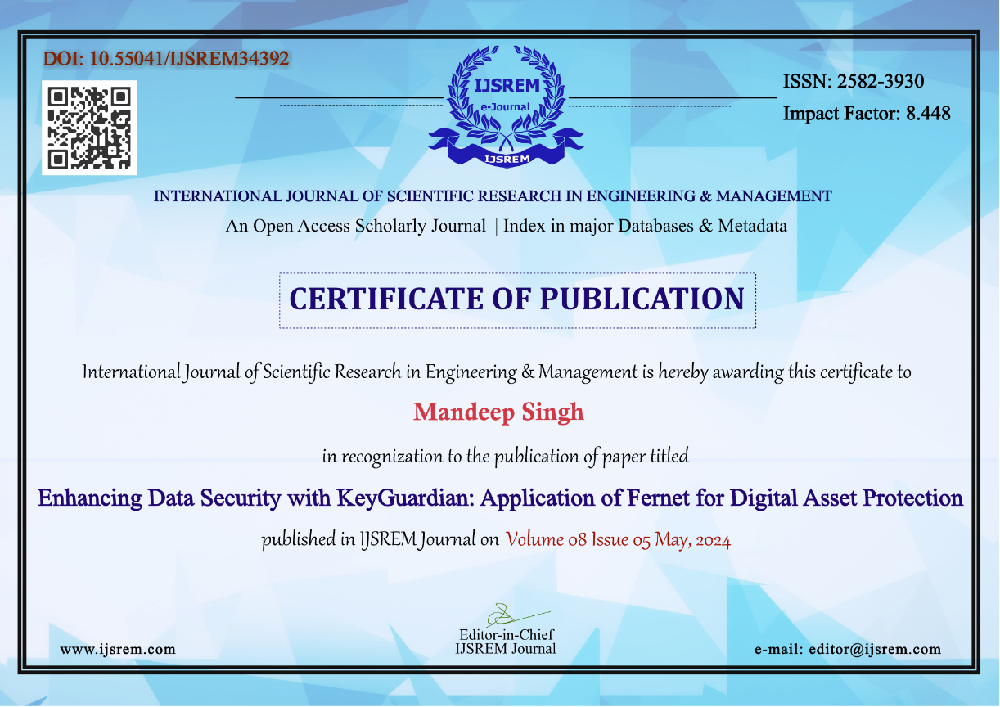 DOI: 10.55041/IJSREM34392
IJSREM
e-Journal
IJSREM
ISSN: 2582-3930
Impact Factor: 8.448
INTERNATIONAL JOURNAL OF SCIENTIFIC RESEARCH IN ENGINEERING & MANAGEMENT
An Open Access Scholarly Journal || Index in major Databases & Metadata
CERTIFICATE OF PUBLICATION
International Journal of Scientific Research in Engineering & Management is hereby awarding this certificate to
Mandeep Singh
in recognization to the publication of paper titled
Enhancing Data Security with KeyGuardian: Application of Fernet for Digital Asset Protection
published in IJSREM Journal on Volume 08 Issue 05 May, 2024
Editor-in-Chief
IJSREM Journal
www.ijsrem.com
e-mail: editor@ijsrem.com